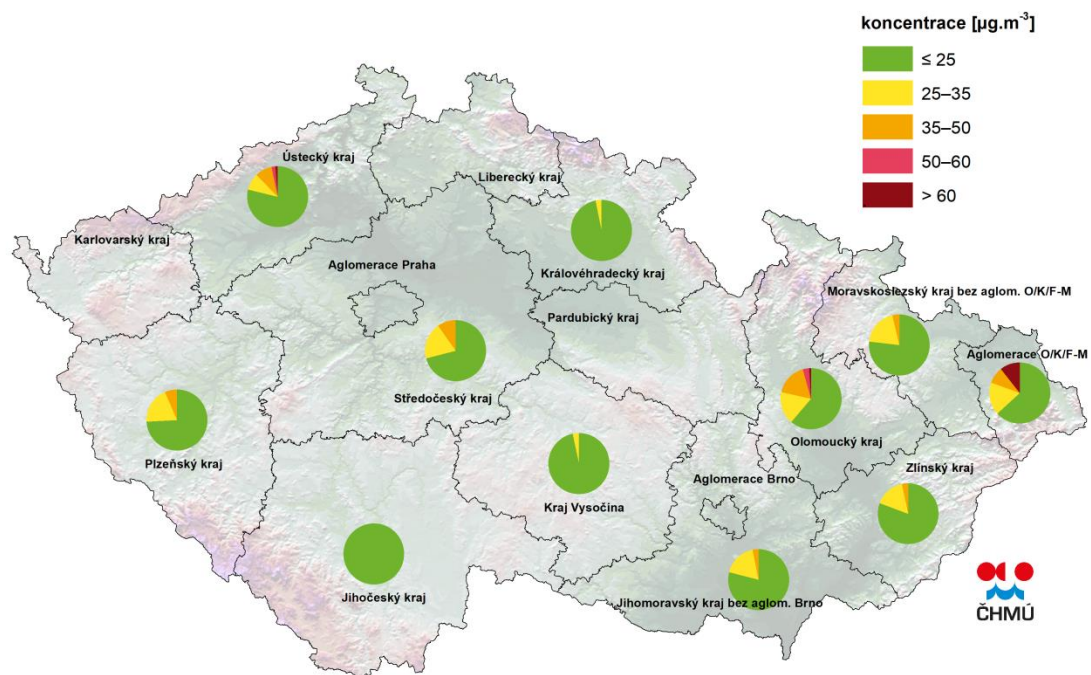 koncentrace [µg.m⁻³]
≤ 25
25–35
35–50
50–60
> 60
Ústecký kraj
Liberecký kraj
Karlovarský kraj
Aglomerace Praha
Královéhradecký kraj
Moravskoslezský kraj bez aglom. O/K/F-M
Pardubický kraj
Aglomerace O/K/F-M
Středočeský kraj
Olomoucký kraj
Plzeňský kraj
Zlínský kraj
Aglomerace Brno
Kraj Vysočina
Jihočeský kraj
Jihomoravský kraj bez aglom. Brno
ČHMÚ